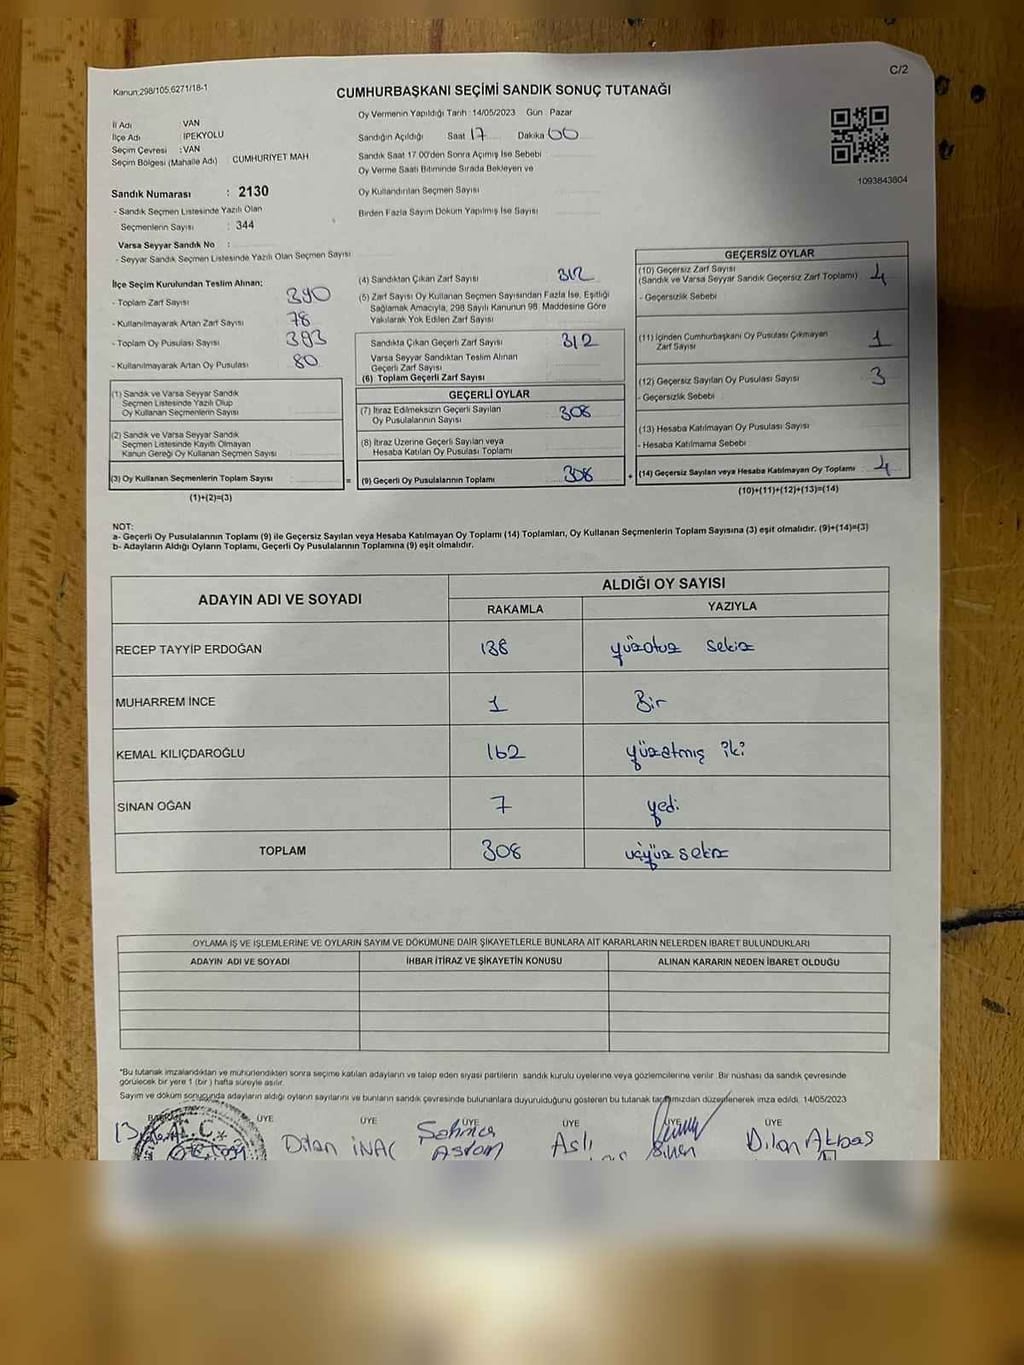 C/2
Kanun:298/105,6271/18-1
CUMHURBAŞKANI SEÇİMİ SANDIK SONUÇ TUTANAĞI
İl Adı : VAN
İlçe Adı : İPEKYOLU
Seçim Çevresi : VAN
Seçim Bölgesi (Mahalle Adı) CUMHURİYET MAH
Sandık Numarası : 2130
- Sandık Seçmen Listesinde Yazılı Olan
Seçmenlerin Sayısı : 344
Varsa Seyyar Sandık No :
- Seyyar Sandık Seçmen Listesinde Yazılı Olan Seçmen Sayısı
Oy Vermenin Yapıldığı Tarih : 14/05/2023 Gün : Pazar
Sandığın Açıldığı Saat 17 Dakika 00
Sandık Saat 17.00'den Sonra Açılmış İse Sebebi
Oy Verme Saati Bitiminde Sırada Bekleyen ve
Oy Kullandırılan Seçmen Sayısı
Birden Fazla Sayım Döküm Yapılmış İse Sayısı
1093843804
İlçe Seçim Kurulundan Teslim Alınan;
- Toplam Zarf Sayısı 390
- Kullanılmayarak Artan Zarf Sayısı 78
- Toplam Oy Pusulası Sayısı 393
- Kullanılmayarak Artan Oy Pusulası 80
(1) Sandık ve Varsa Seyyar Sandık
Seçmen Listesinde Yazılı Olup
Oy Kullanan Seçmenlerin Sayısı
(2) Sandık ve Varsa Seyyar Sandık
Seçmen Listesinde Kayıtlı Olmayan
Kanun Gereği Oy Kullanan Seçmen Sayısı
(3) Oy Kullanan Seçmenlerin Toplam Sayısı =
(1)+(2)=(3)
(4) Sandıktan Çıkan Zarf Sayısı 312
(5) Zarf Sayısı Oy Kullanan Seçmen Sayısından Fazla İse, Eşitliği
Sağlamak Amacıyla, 298 Sayılı Kanunun 98. Maddesine Göre
Yakılarak Yok Edilen Zarf Sayısı
Sandıkta Çıkan Geçerli Zarf Sayısı 312
Varsa Seyyar Sandıktan Teslim Alınan
Geçerli Zarf Sayısı
(6) Toplam Geçerli Zarf Sayısı
GEÇERLİ OYLAR
(7) İtiraz Edilmeksizin Geçerli Sayılan
Oy Pusulalarının Sayısı 308
(8) İtiraz Üzerine Geçerli Sayılan veya
Hesaba Katılan Oy Pusulası Toplamı
(9) Geçerli Oy Pusulalarının Toplamı 308 +
GEÇERSİZ OYLAR
(10) Geçersiz Zarf Sayısı
(Sandık ve Varsa Seyyar Sandık Geçersiz Zarf Toplamı) 4
- Geçersizlik Sebebi
(11) İçinden Cumhurbaşkanı Oy Pusulası Çıkmayan
Zarf Sayısı 1
(12) Geçersiz Sayılan Oy Pusulası Sayısı 3
- Geçersizlik Sebebi
(13) Hesaba Katılmayan Oy Pusulası Sayısı
- Hesaba Katılmama Sebebi
(14) Geçersiz Sayılan veya Hesaba Katılmayan Oy Toplamı 4
(10)+(11)+(12)+(13)=(14)
NOT:
a- Geçerli Oy Pusulalarının Toplamı (9) ile Geçersiz Sayılan veya Hesaba Katılmayan Oy Toplamı (14) Toplamları, Oy Kullanan Seçmenlerin Toplam Sayısına (3) eşit olmalıdır. (9)+(14)=(3)
b- Adayların Aldığı Oyların Toplamı, Geçerli Oy Pusulalarının Toplamına (9) eşit olmalıdır.
ADAYIN ADI VE SOYADI ALDIĞI OY SAYISI
RAKAMLA YAZIYLA
RECEP TAYYİP ERDOĞAN 138 yüzotuz sekiz
MUHARREM İNCE 1 Bir
KEMAL KILIÇDAROĞLU 162 yüzatmış iki
SİNAN OĞAN 7 yedi
TOPLAM 308 üçyüz sekiz
OYLAMA İŞ VE İŞLEMLERİNE VE OYLARIN SAYIM VE DÖKÜMÜNE DAİR ŞİKAYETLERLE BUNLARA AİT KARARLARIN NELERDEN İBARET BULUNDUKLARI
ADAYIN ADI VE SOYADI İHBAR İTİRAZ VE ŞİKAYETİN KONUSU ALINAN KARARIN NEDEN İBARET OLDUĞU
"Bu tutanak imzalandıktan ve mühürlendikten sonra seçime katılan adayların ve talep eden siyasi partilerin sandık kurulu üyelerine veya gözlemcilerine verilir. Bir nüshası da sandık çevresinde
görülecek bir yere 1 (bir) hafta süreyle asılır.
Sayım ve döküm sonucunda adayların aldığı oyların sayılarını ve bunların sandık çevresinde bulunanlara duyurulduğunu gösteren bu tutanak tarafımızdan düzenlenerek imza edildi. 14/05/2023
ÜYE ÜYE ÜYE ÜYE ÜYE ÜYE
T.C.
Dilan İNAÇ
Aslı
Sinen
Dilan Akbaş